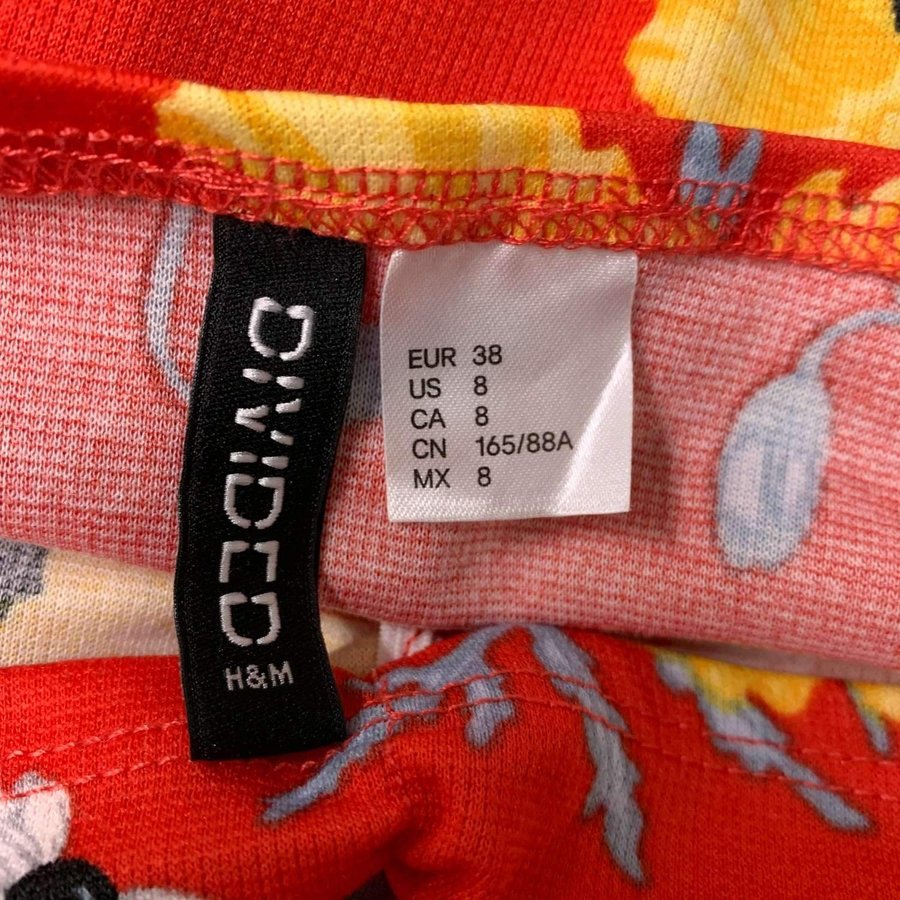 DIVIDED
H&M
EUR 38
US 8
CA 8
CN 165/88A
MX 8